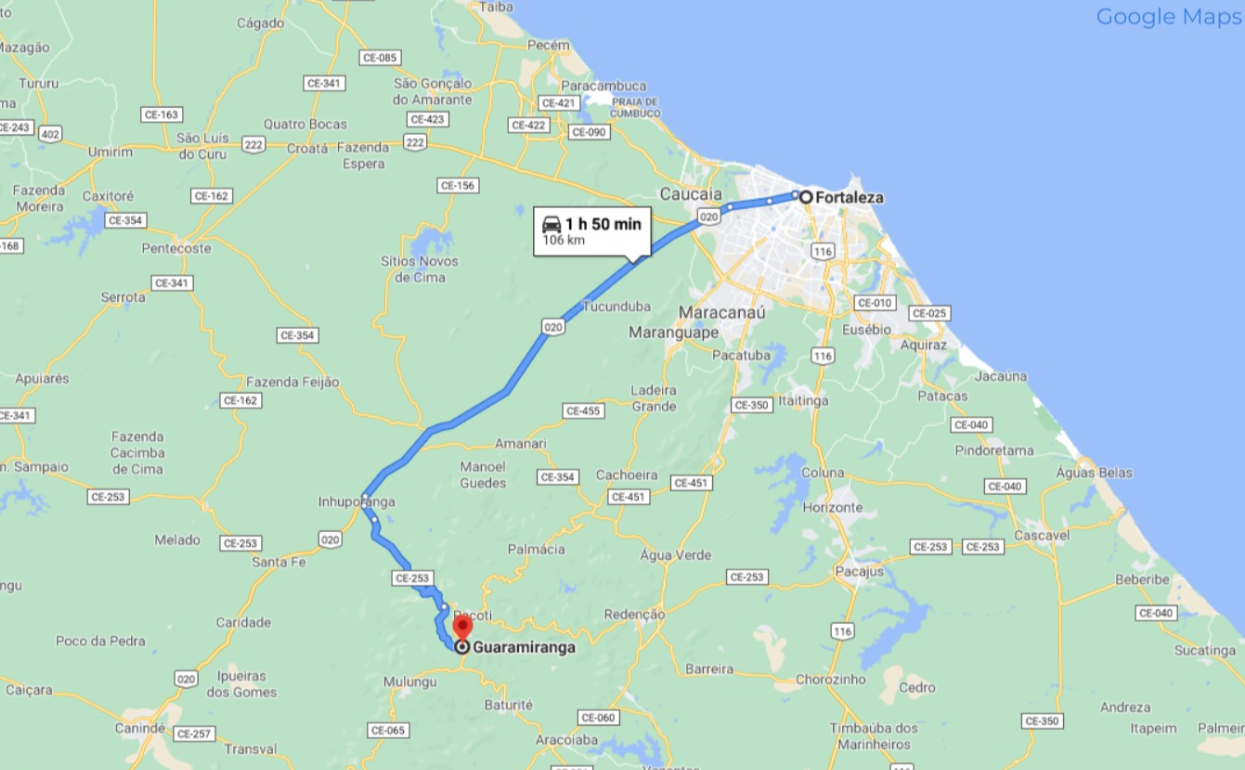 Taiba
Google Maps
Cágado
Mazagão
Pecém
CE-085
Tururu
CE-341
São Gonçalo
do Amarante
Paracambuca
PRAIA DE
CUMBUCO
CE-421
CE-163
CE-423
CE-422
CE-090
CE-243
402
Quatro Bocas
São Luís
do Curu
222
Croatá
Fazenda
Espera
222
Umirim
CE-156
Fazenda
Moreira
Caxitoré
CE-162
Caucaia
Fortaleza
CE-354
020
1 h 50 min
106 km
-168
Pentecoste
116
Sítios Novos
de Cima
CE-341
Serrota
Tucunduba
CE-010
CE-025
Maracanaú
020
Maranguape
Eusébio
CE-354
Aquiraz
Pacatuba
116
Apuiarés
Fazenda Feijão
Jacaúna
CE-162
Ladeira
Grande
CE-350
Itaitinga
Patacas
CE-341
CE-455
CE-040
Fazenda
Cacimba
de Cima
Amanari
Pindoretama
n. Sampaio
Manoel
Guedes
CE-354
Cachoeira
CE-451
Coluna
Águas Belas
CE-253
CE-451
CE-040
Inhuporanga
Horizonte
Melado
CE-253
020
Cascavel
Santa Fe
Palmácia
Água Verde
CE-253
CE-253
CE-253
CE-253
Pacajus
Beberibe
ngu
Pacoti
Redenção
CE-040
Caridade
116
Poco da Pedra
Guaramiranga
Sucatinga
020
Ipueiras
dos Gomes
Mulungu
Barreira
Chorozinho
Cedro
Caiçara
Baturité
Andreza
Canindé
CE-257
CE-065
CE-060
CE-350
Timbaúba dos
Marinheiros
Itapeim
Palmeir
Transval
Aracoiaba